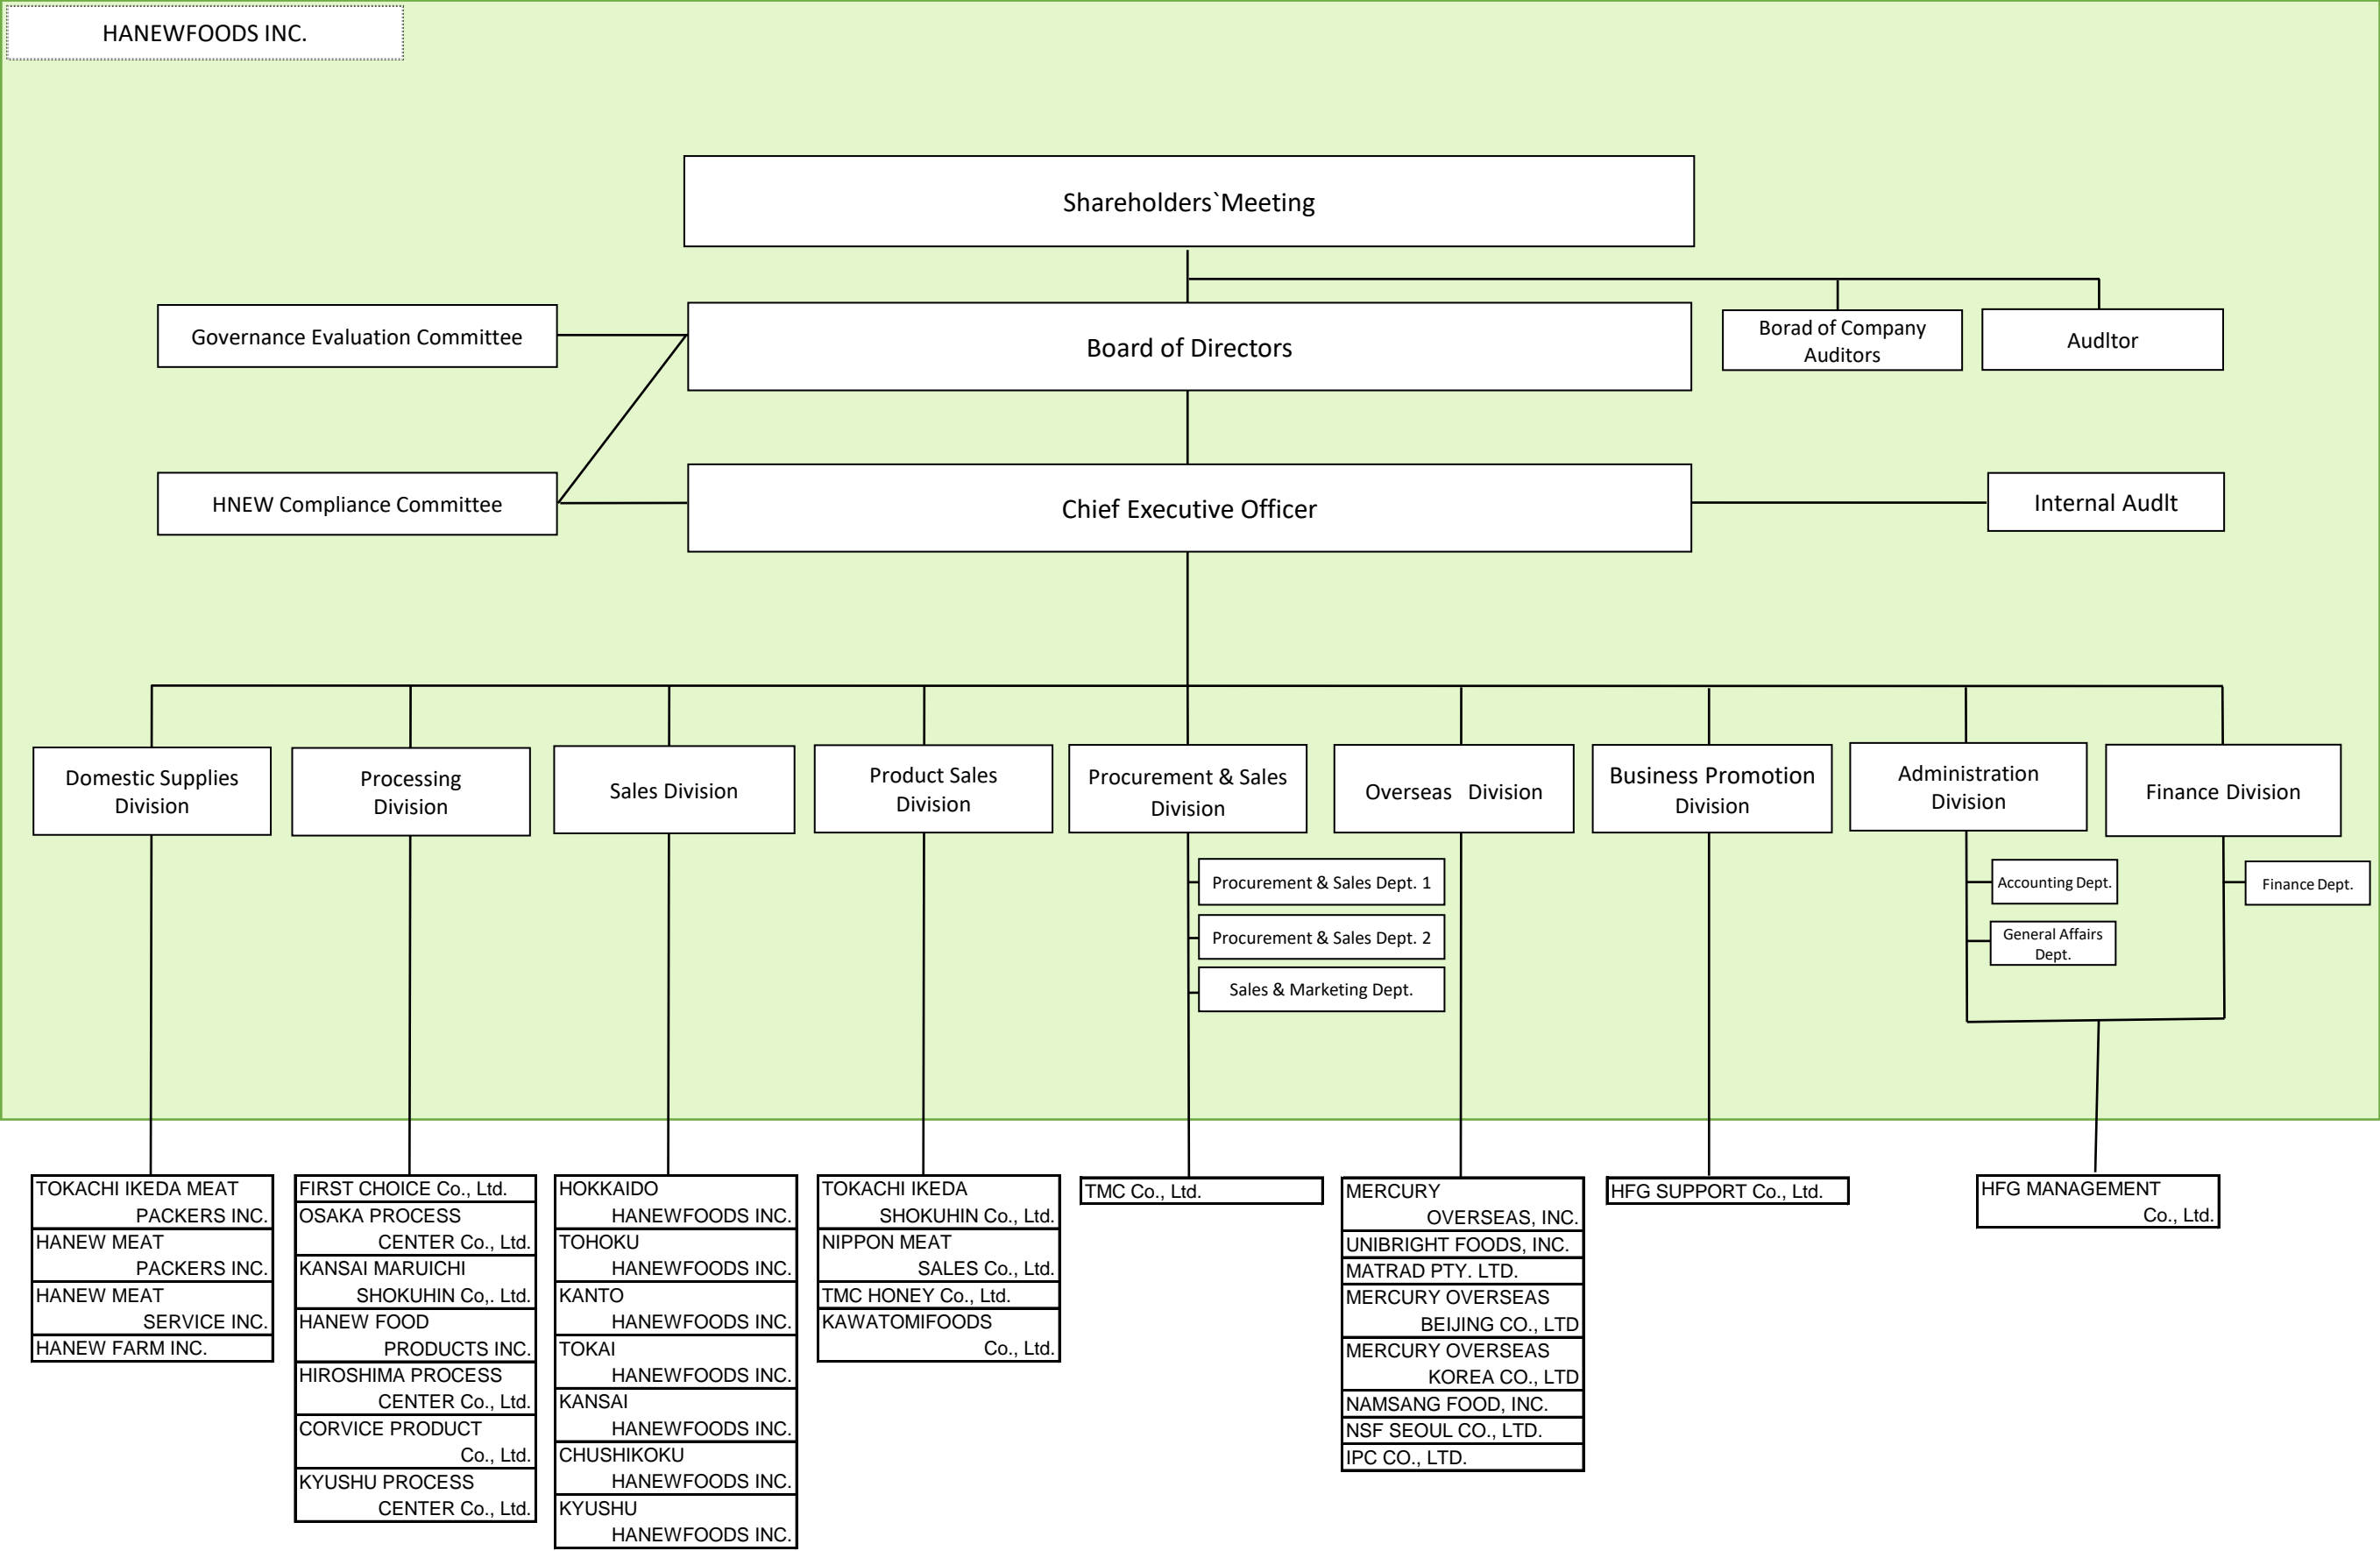 HANEWFOODS INC.
Shareholders`Meeting
Governance Evaluation Committee
Board of Directors
Borad of Company
Auditors
Audltor
HNEW Compliance Committee
Chief Executive Officer
Internal Audlt
Domestic Supplies
Division
Processing
Division
Sales Division
Product Sales
Division
Procurement & Sales
Division
Overseas Division
Business Promotion
Division
Administration
Division
Finance Division
Procurement & Sales Dept. 1
Procurement & Sales Dept. 2
Sales & Marketing Dept.
Accounting Dept.
General Affairs
Dept.
Finance Dept.
TOKACHI IKEDA MEAT
PACKERS INC.
HANEW MEAT
PACKERS INC.
HANEW MEAT
SERVICE INC.
HANEW FARM INC.
FIRST CHOICE Co., Ltd.
OSAKA PROCESS
CENTER Co., Ltd.
KANSAI MARUICHI
SHOKUHIN Co,. Ltd.
HANEW FOOD
PRODUCTS INC.
HIROSHIMA PROCESS
CENTER Co., Ltd.
CORVICE PRODUCT
Co., Ltd.
KYUSHU PROCESS
CENTER Co., Ltd.
HOKKAIDO
HANEWFOODS INC.
TOHOKU
HANEWFOODS INC.
KANTO
HANEWFOODS INC.
TOKAI
HANEWFOODS INC.
KANSAI
HANEWFOODS INC.
CHUSHIKOKU
HANEWFOODS INC.
KYUSHU
HANEWFOODS INC.
TOKACHI IKEDA
SHOKUHIN Co., Ltd.
NIPPON MEAT
SALES Co., Ltd.
TMC HONEY Co., Ltd.
KAWATOMIFOODS
Co., Ltd.
TMC Co., Ltd.
MERCURY
OVERSEAS, INC.
UNIBRIGHT FOODS, INC.
MATRAD PTY. LTD.
MERCURY OVERSEAS
BEIJING CO., LTD
MERCURY OVERSEAS
KOREA CO., LTD
NAMSANG FOOD, INC.
NSF SEOUL CO., LTD.
IPC CO., LTD.
HFG SUPPORT Co., Ltd.
HFG MANAGEMENT
Co., Ltd.